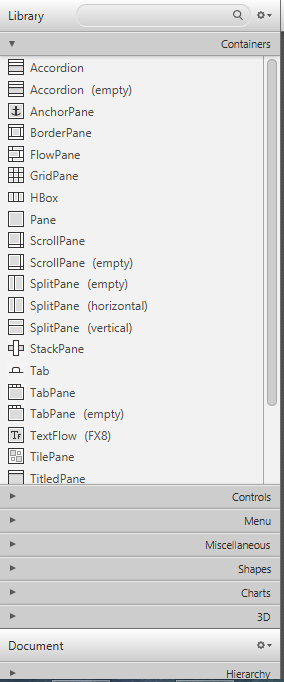 Library
Containers
Accordion
Accordion (empty)
AnchorPane
BorderPane
FlowPane
GridPane
HBox
Pane
ScrollPane
ScrollPane (empty)
SplitPane (empty)
SplitPane (horizontal)
SplitPane (vertical)
StackPane
Tab
TabPane
TabPane (empty)
TextFlow (FX8)
TilePane
TitledPane
Controls
Menu
Miscellaneous
Shapes
Charts
3D
Document
Hierarchy